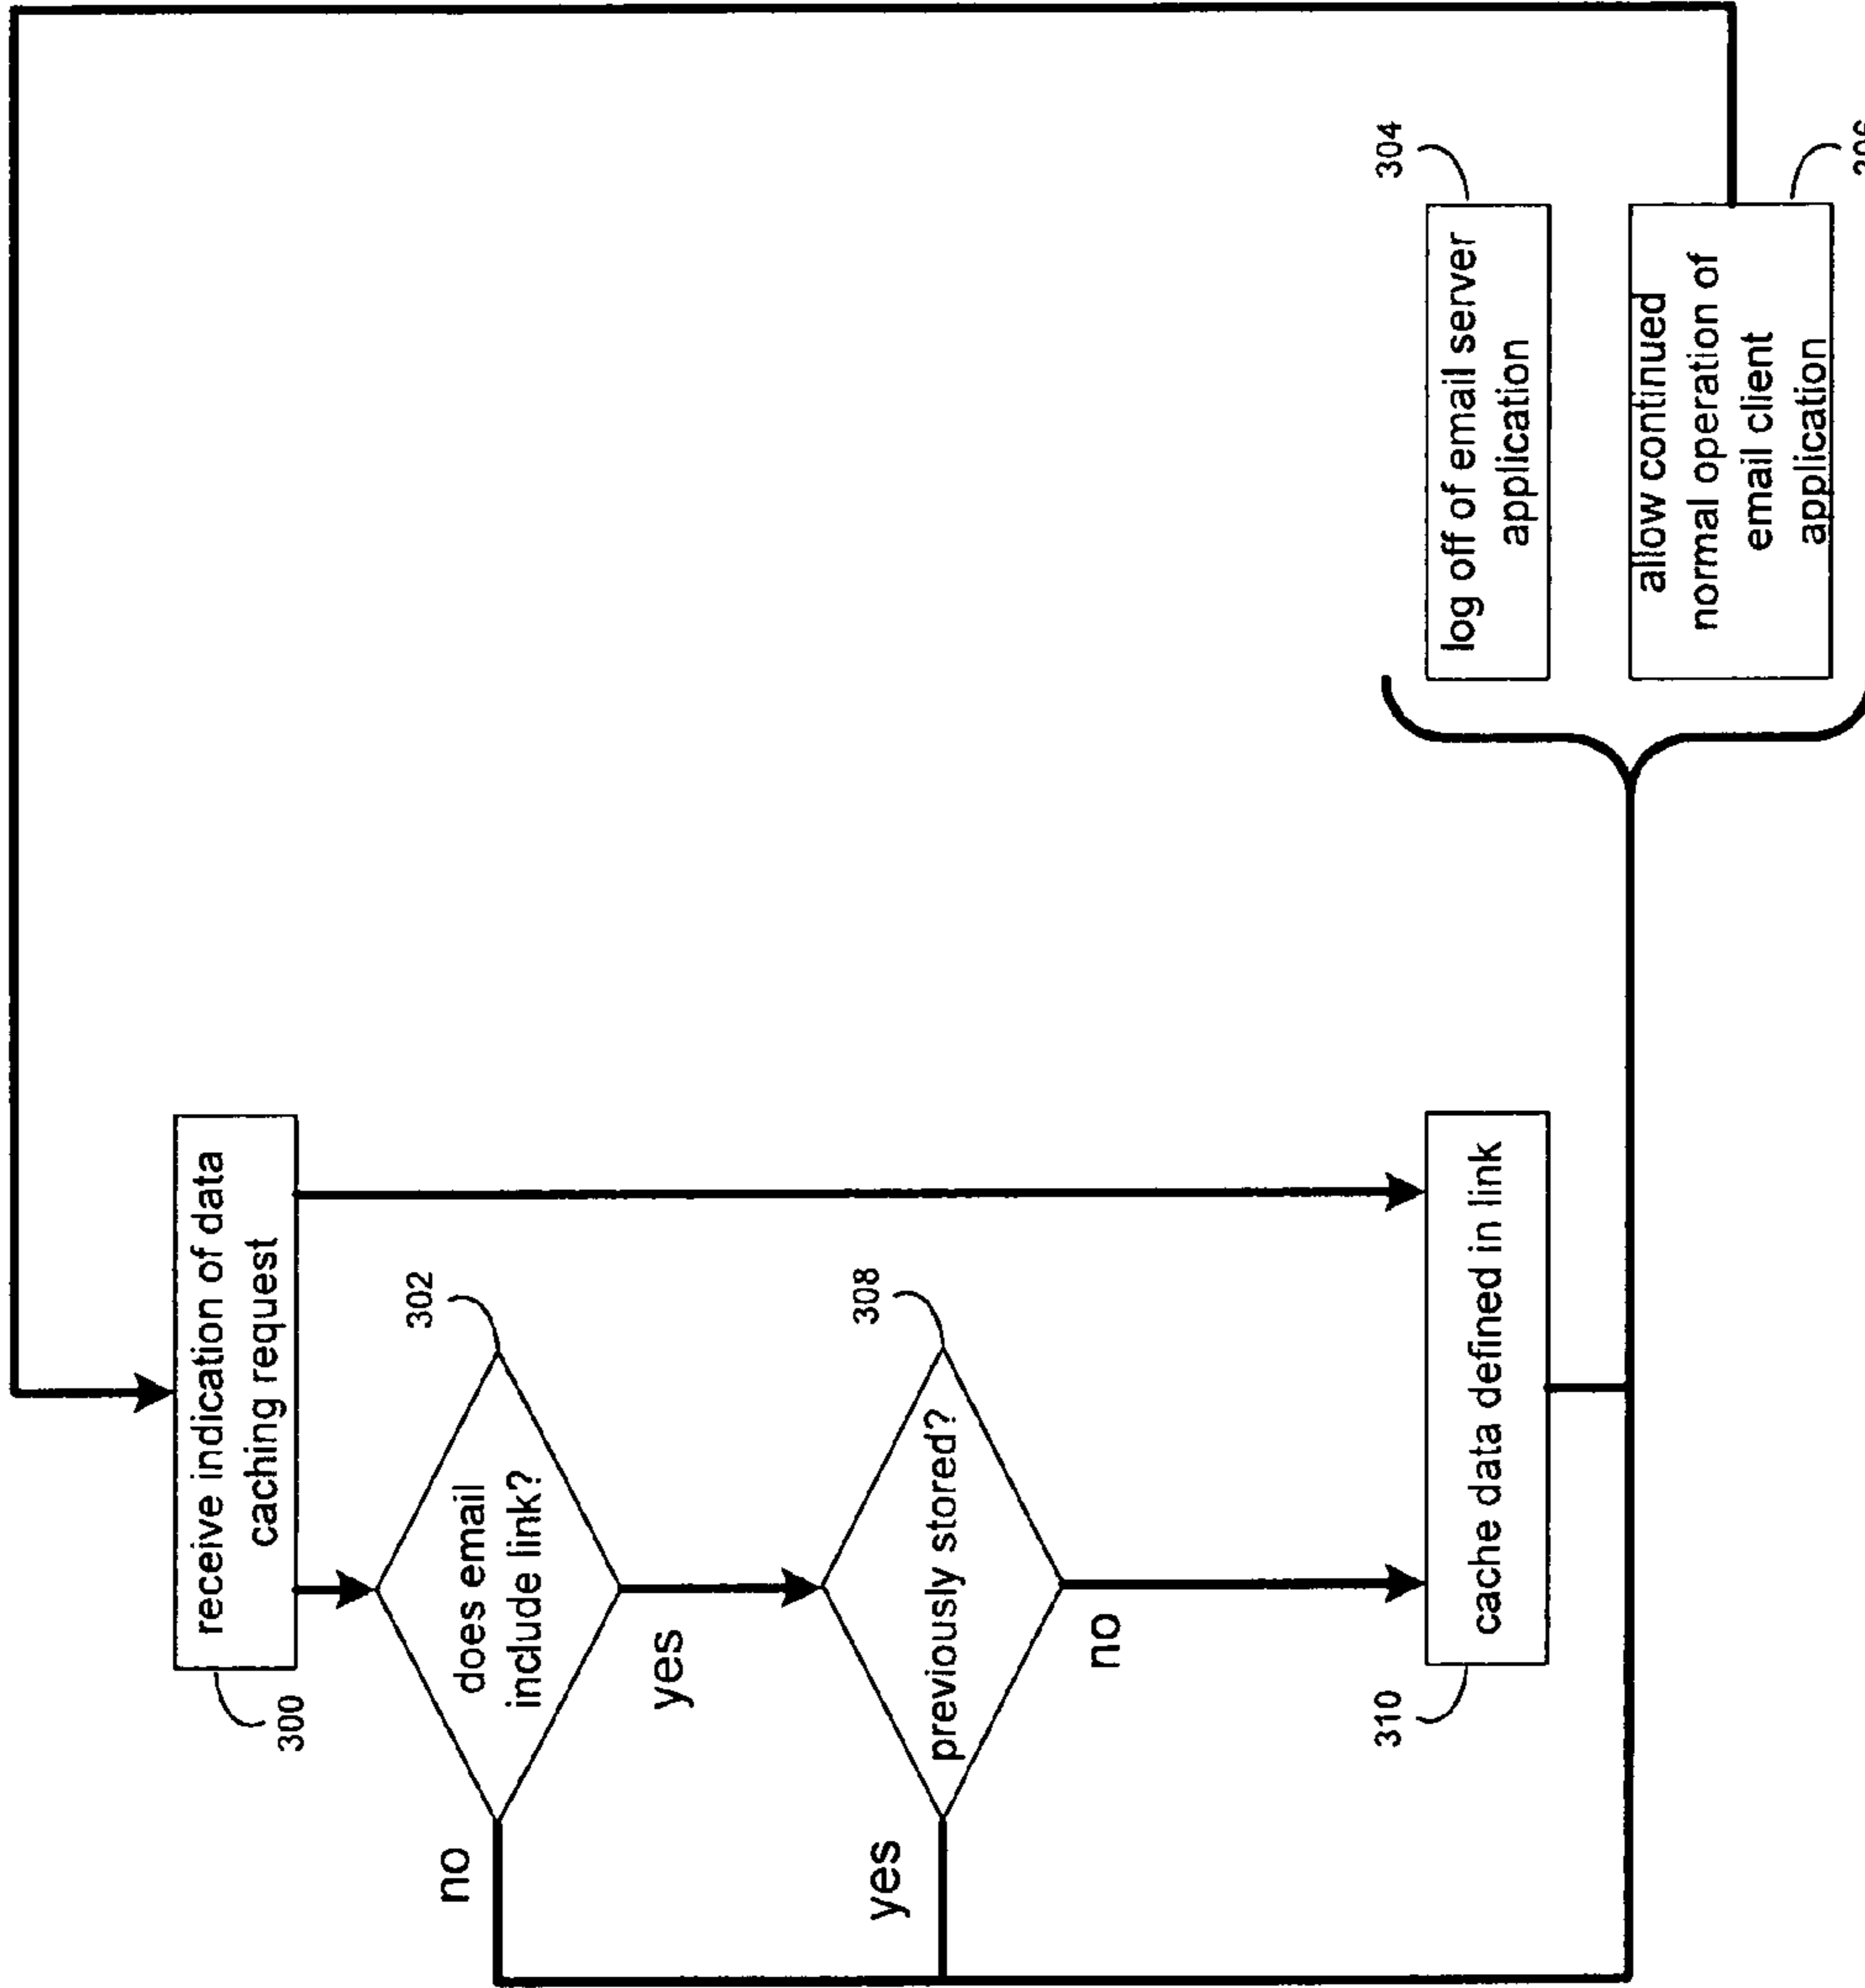 receive indication of data
caching request
300
does email
include link?
302
no
yes
previously stored?
308
yes
no
cache data defined in link
310
log off of email server
application
304
allow continued
normal operation of
email client
application